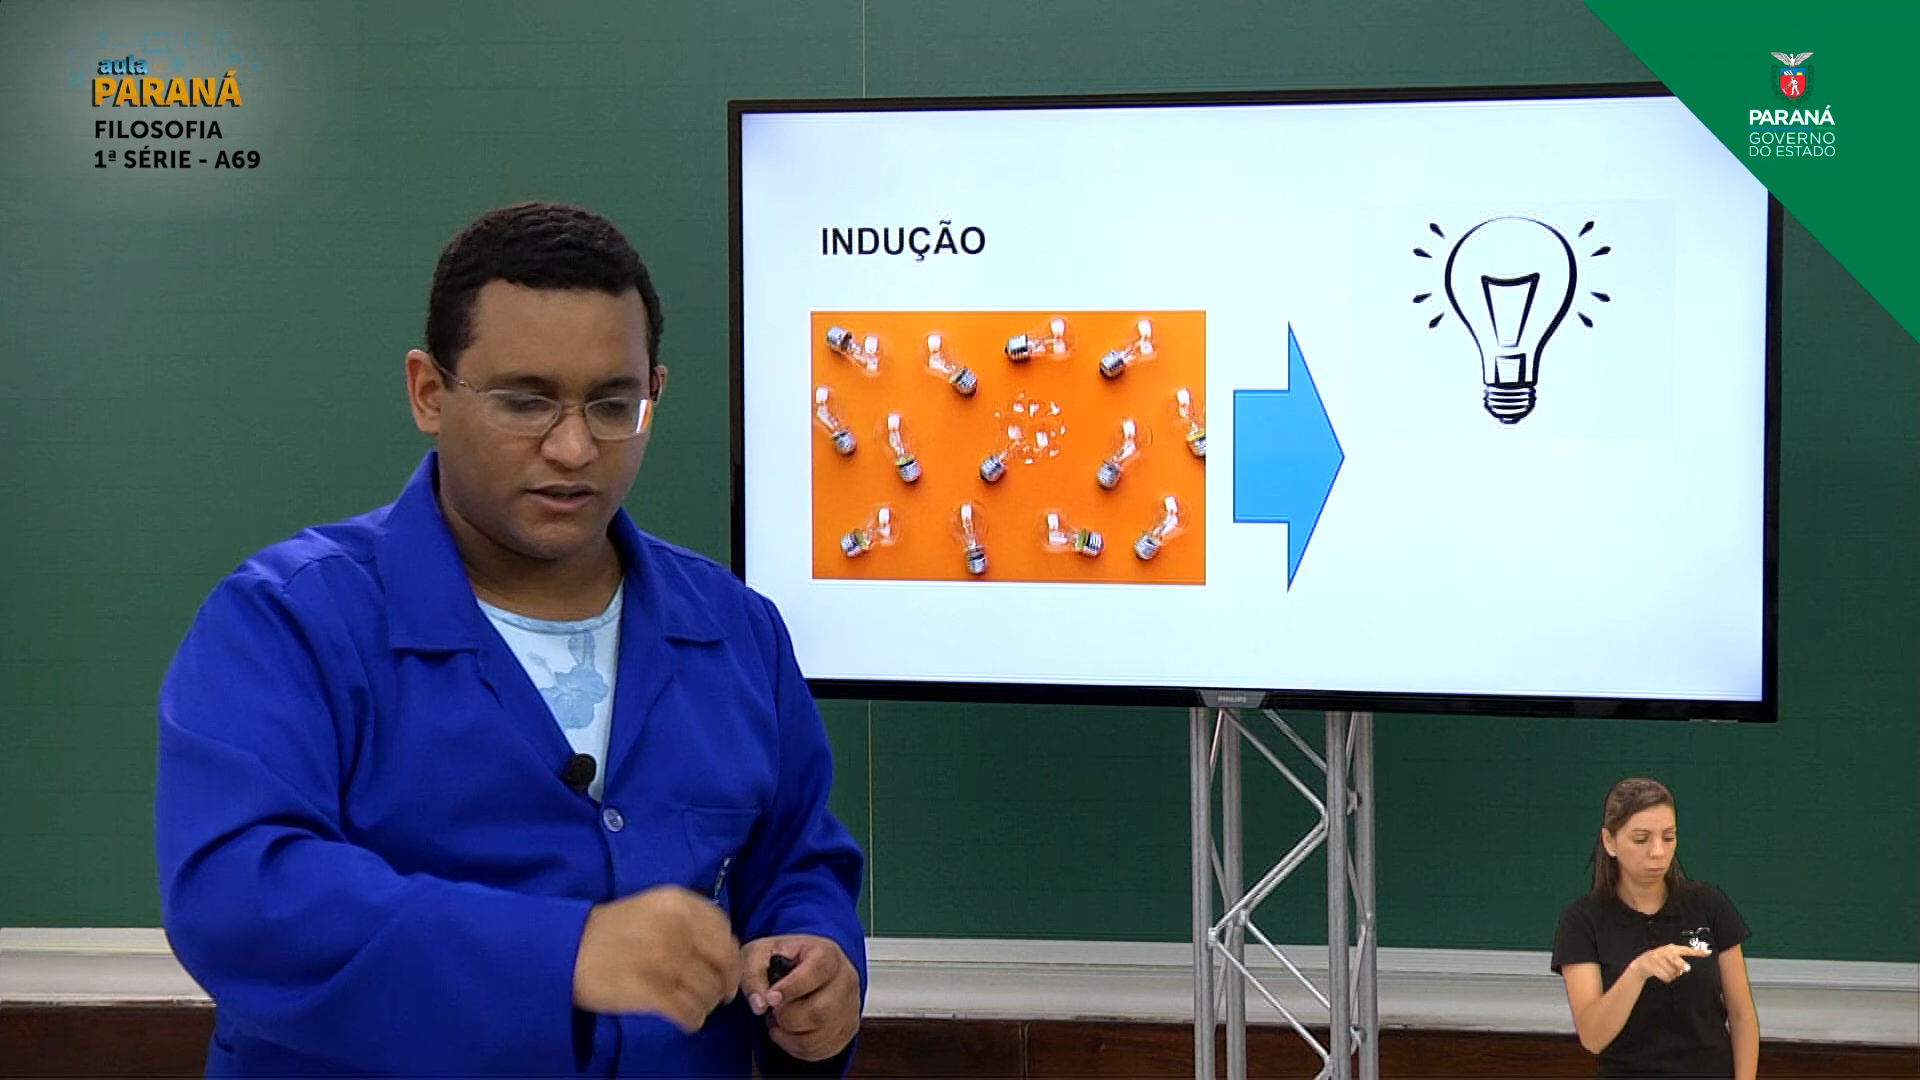 aula
PARANÁ
FILOSOFIA
1ª SÉRIE - A69
PARANÁ
GOVERNO
DO ESTADO
INDUÇÃO
PHILIPS